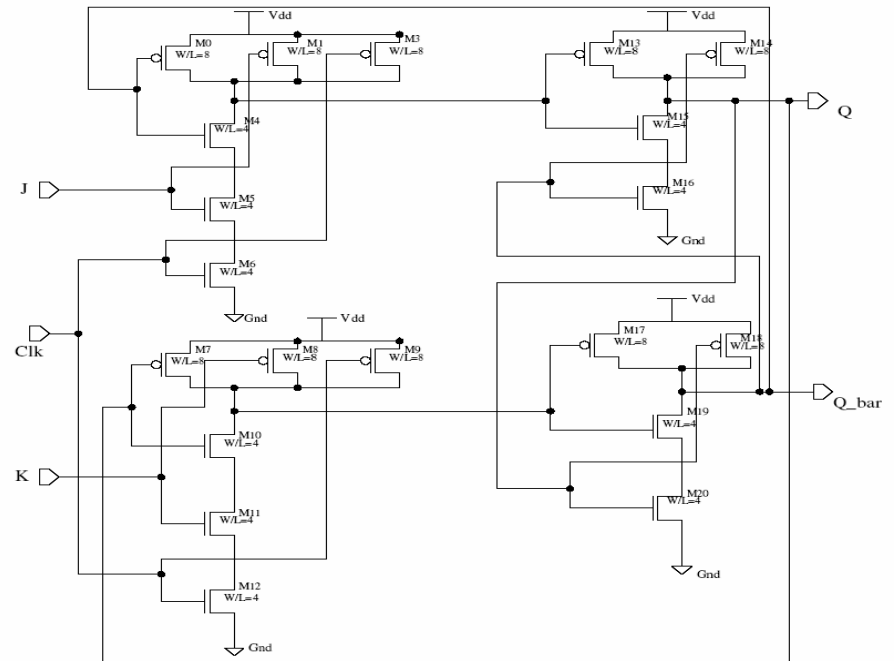 Vdd
M0
W/L=8
M1
W/L=8
M3
W/L=8
M4
W/L=4
J
M5
W/L=4
M6
W/L=4
Gnd
Vdd
M13
W/L=8
M14
W/L=8
Q
M15
W/L=4
M16
W/L=4
Gnd
Clk
Vdd
M7
W/L=8
M8
W/L=8
M9
W/L=8
M10
W/L=4
K
M11
W/L=4
M12
W/L=4
Gnd
Vdd
M17
W/L=8
M18
W/L=8
Q_bar
M19
W/L=4
M20
W/L=4
Gnd